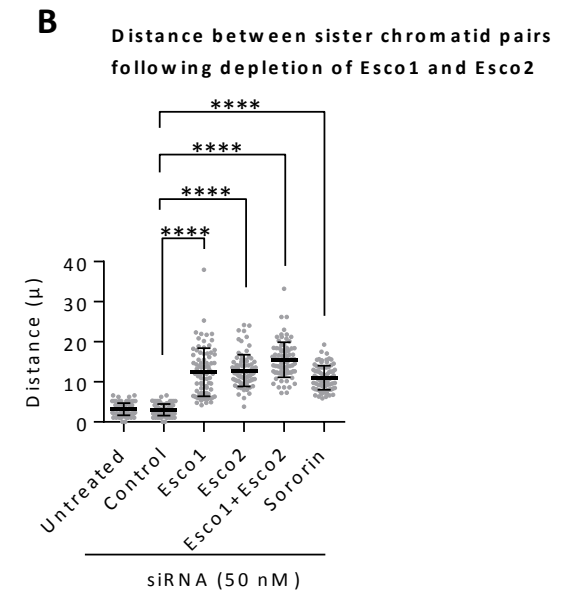 B
Distance between sister chromatid pairs
following depletion of Esco1 and Esco2
****
****
****
****
40
30
20
10
0
Distance (µ)
Untreated
Control
Esco1
Esco2
Esco1+Esco2
Sororin
siRNA (50 nM)